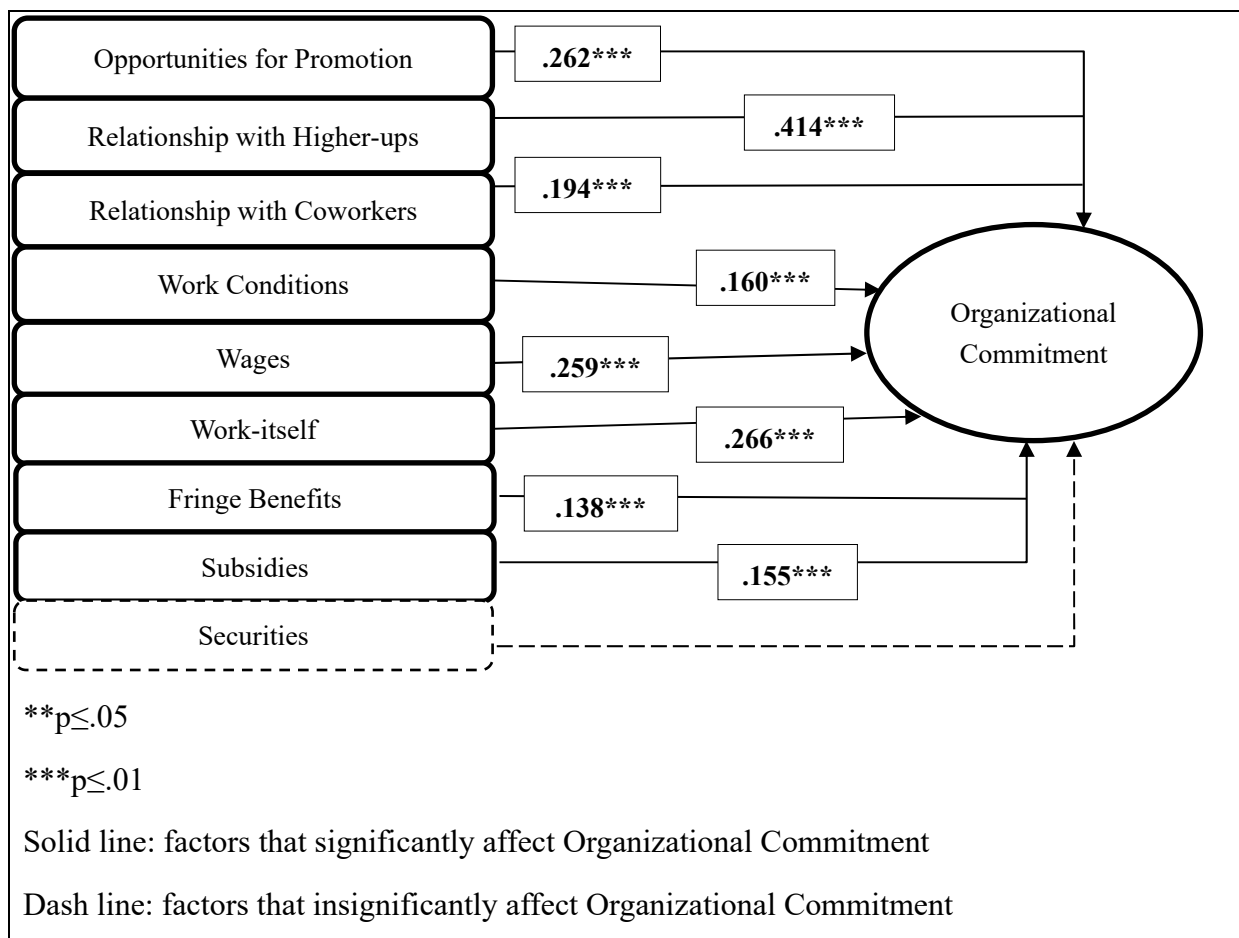 Opportunities for Promotion
.262***
Relationship with Higher-ups
.414***
Relationship with Coworkers
.194***
Work Conditions
.160***
Wages
.259***
Work-itself
.266***
Fringe Benefits
.138***
Subsidies
.155***
Securities
Organizational
Commitment
**p≤.05
***p≤.01
Solid line: factors that significantly affect Organizational Commitment
Dash line: factors that insignificantly affect Organizational Commitment